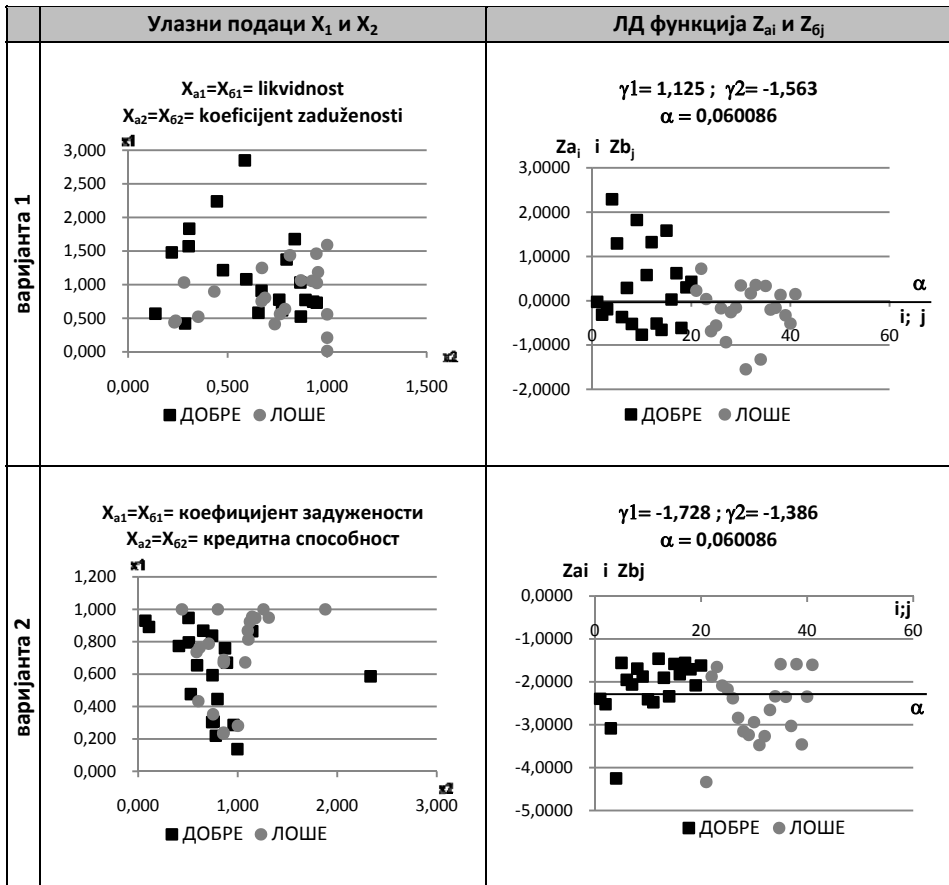 Улазни подаци X₁ и X₂
ЛД функција Zаi и Zбj
варијанта 1
Xa1=Xб1= likvidnost
Xa2=Xб2= koeficijent zaduženosti
x1
3,000
2,500
2,000
1,500
1,000
0,500
0,000
x2
0,000 0,500 1,000 1,500
ДОБРЕ ЛОШЕ
γ1= 1,125 ; γ2= -1,563
α = 0,060086
Zai i Zbj
3,0000
2,0000
1,0000
0,0000
-1,0000
-2,0000
α
i; j
0 20 40 60
ДОБРЕ ЛОШЕ
варијанта 2
Xa1=Xб1= коефицијент задужености
Xa2=Xб2= кредитна способност
x1
1,200
1,000
0,800
0,600
0,400
0,200
0,000
x2
0,000 1,000 2,000 3,000
ДОБРЕ ЛОШЕ
γ1= -1,728 ; γ2= -1,386
α = 0,060086
Zai i Zbj
0,0000
-1,0000
-2,0000
-3,0000
-4,0000
-5,0000
i;j
0 20 40 60
α
ДОБРЕ ЛОШЕ